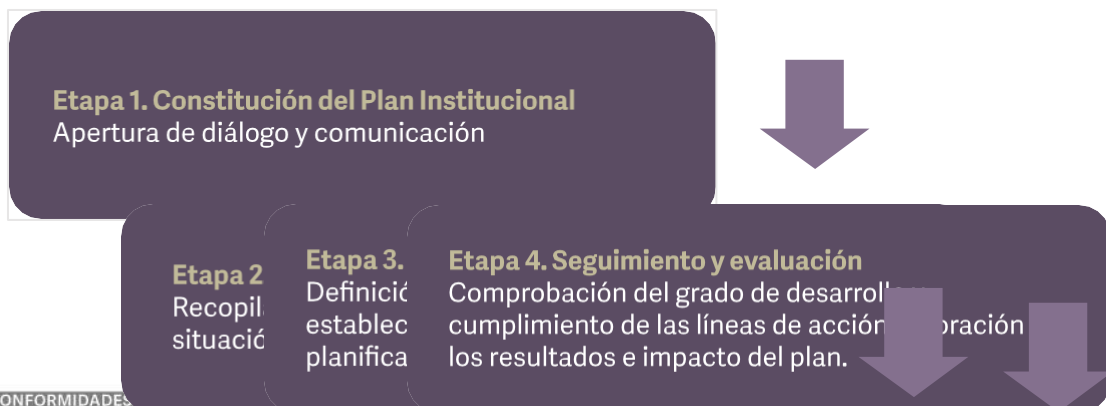 Etapa 1. Constitución del Plan Institucional
Apertura de diálogo y comunicación
Etapa 2
Recopil
situació
Etapa 3.
Definició
establec
planifica
Etapa 4. Seguimiento y evaluación
Comprobación del grado de desarroll
cumplimiento de las líneas de acción oración
los resultados e impacto del plan.
ONFORMIDADES